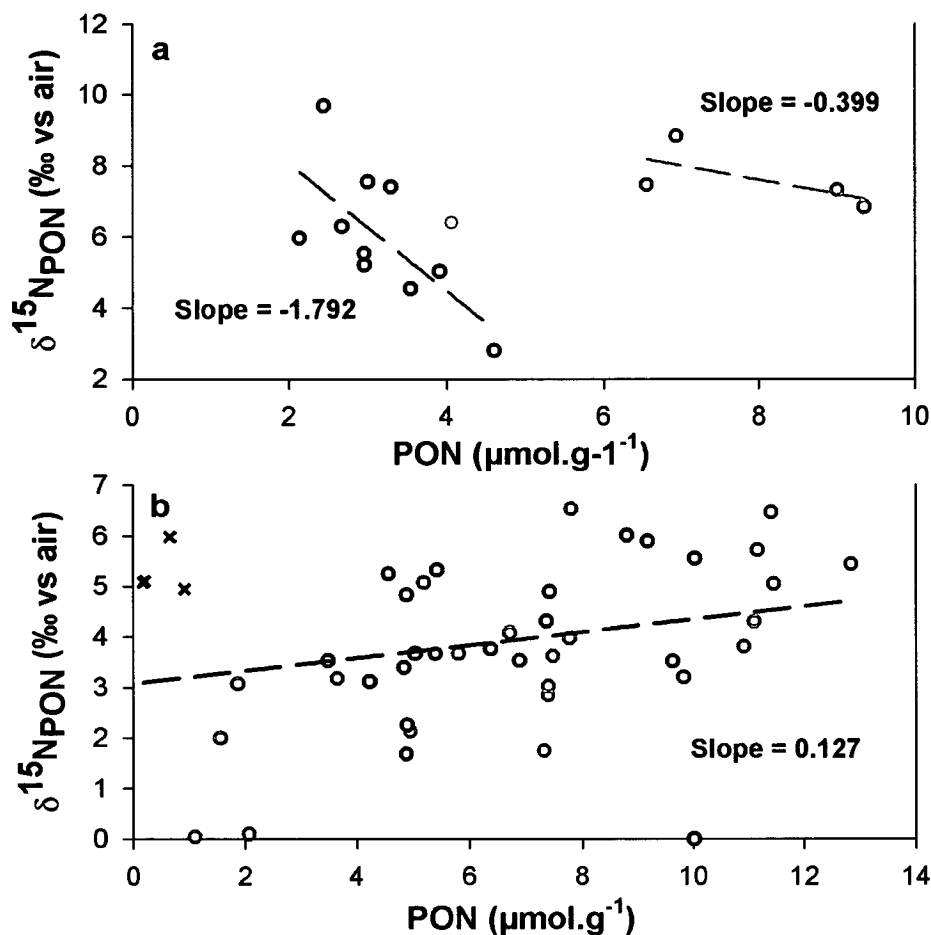 12
a
10
Slope = -0.399
8
6
4
Slope = -1.792
2
δ¹⁵N_PON (‰ vs air)
0 2 4 6 8 10
PON (µmol.g-1⁻¹)
7
b
6
5
4
3
2
Slope = 0.127
1
0
δ¹⁵N_PON (‰ vs air)
0 2 4 6 8 10 12 14
PON (µmol.g⁻¹)